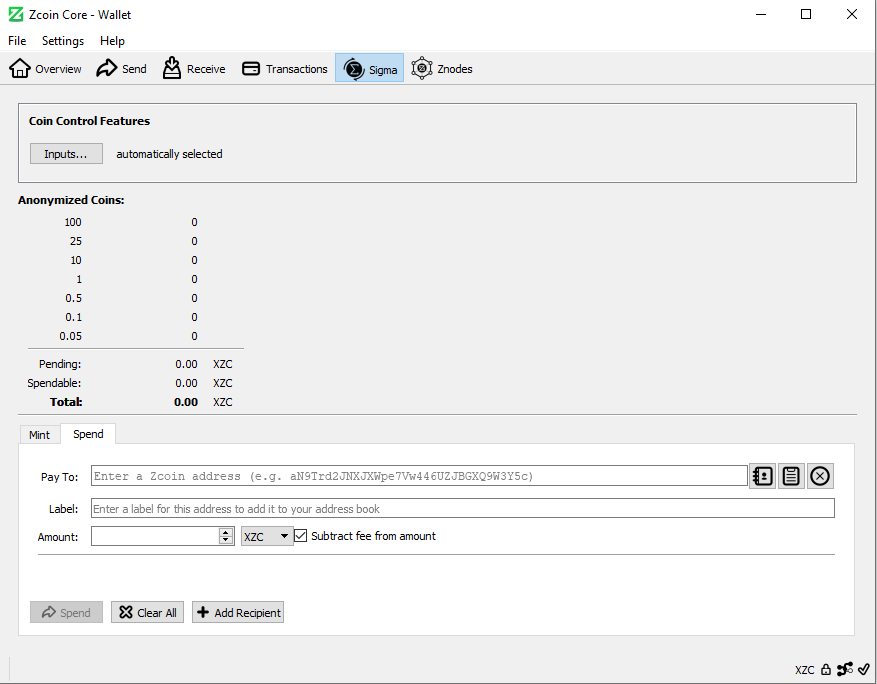 Zcoin Core - Wallet
File Settings Help
Overview Send Receive Transactions Sigma Znodes
Coin Control Features
Inputs... automatically selected
Anonymized Coins:
100 0
25 0
10 0
1 0
0.5 0
0.1 0
0.05 0
Pending: 0.00 XZC
Spendable: 0.00 XZC
Total: 0.00 XZC
Mint Spend
Pay To: Enter a Zcoin address (e.g. aN9Trd2JNXJXWpe7Vw446UZJBGXQ9W3Y5c)
Label: Enter a label for this address to add it to your address book
Amount: XZC Subtract fee from amount
Spend Clear All Add Recipient
XZC